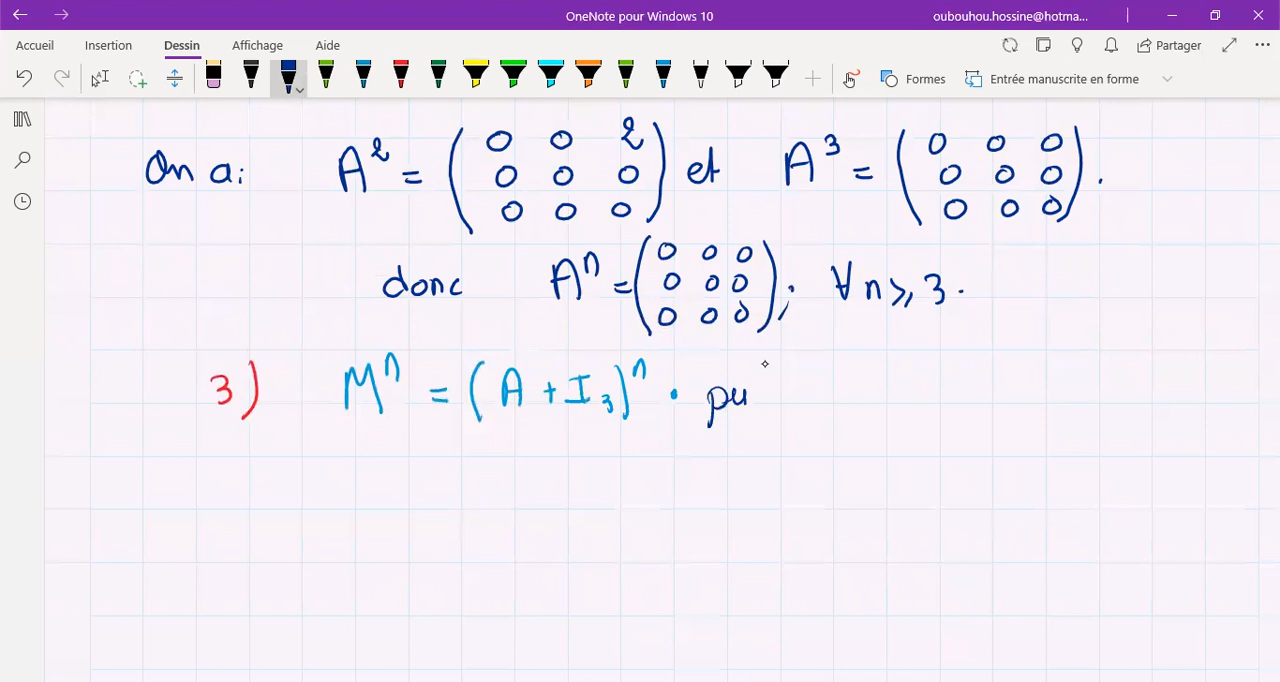 OneNote pour Windows 10
oubouhou.hossine@hotma...
Accueil Insertion Dessin Affichage Aide
Partager
Formes Entrée manuscrite en forme
On a: A² = (0 0 2; 0 0 0; 0 0 0) et A³ = (0 0 0; 0 0 0; 0 0 0).
donc Aⁿ = (0 0 0; 0 0 0; 0 0 0); ∀n ⩾ 3.
3) Mⁿ = (A + I₃)ⁿ. pu